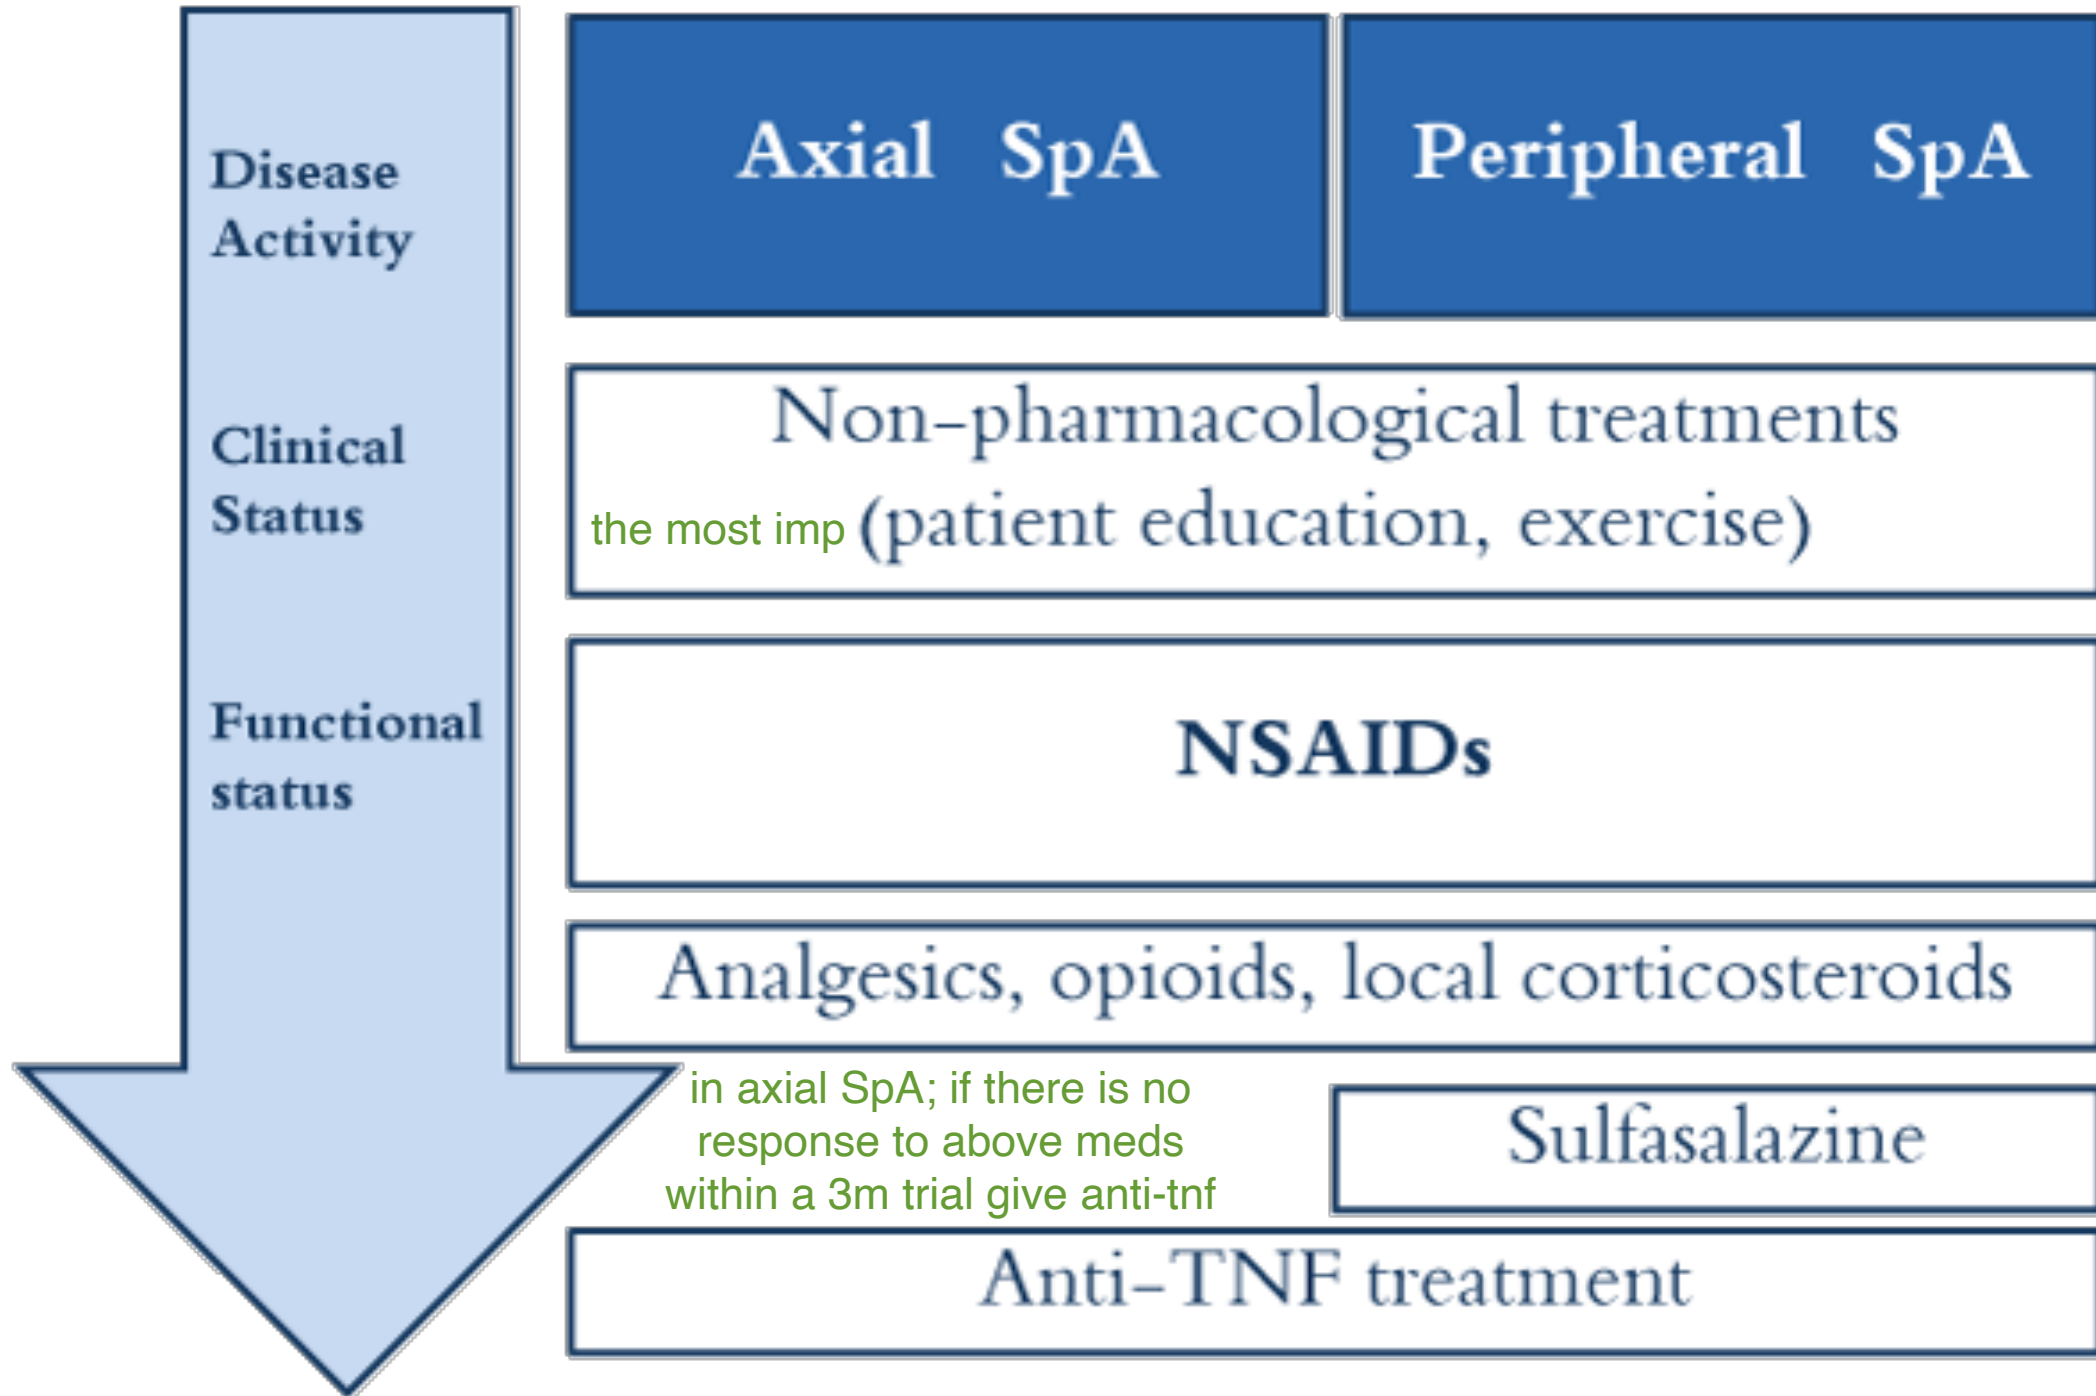 Disease
Activity
Clinical
Status
Functional
status
Axial SpA
Peripheral SpA
Non-pharmacological treatments
the most imp (patient education, exercise)
NSAIDs
Analgesics, opioids, local corticosteroids
in axial SpA; if there is no
response to above meds
within a 3m trial give anti-tnf
Sulfasalazine
Anti-TNF treatment